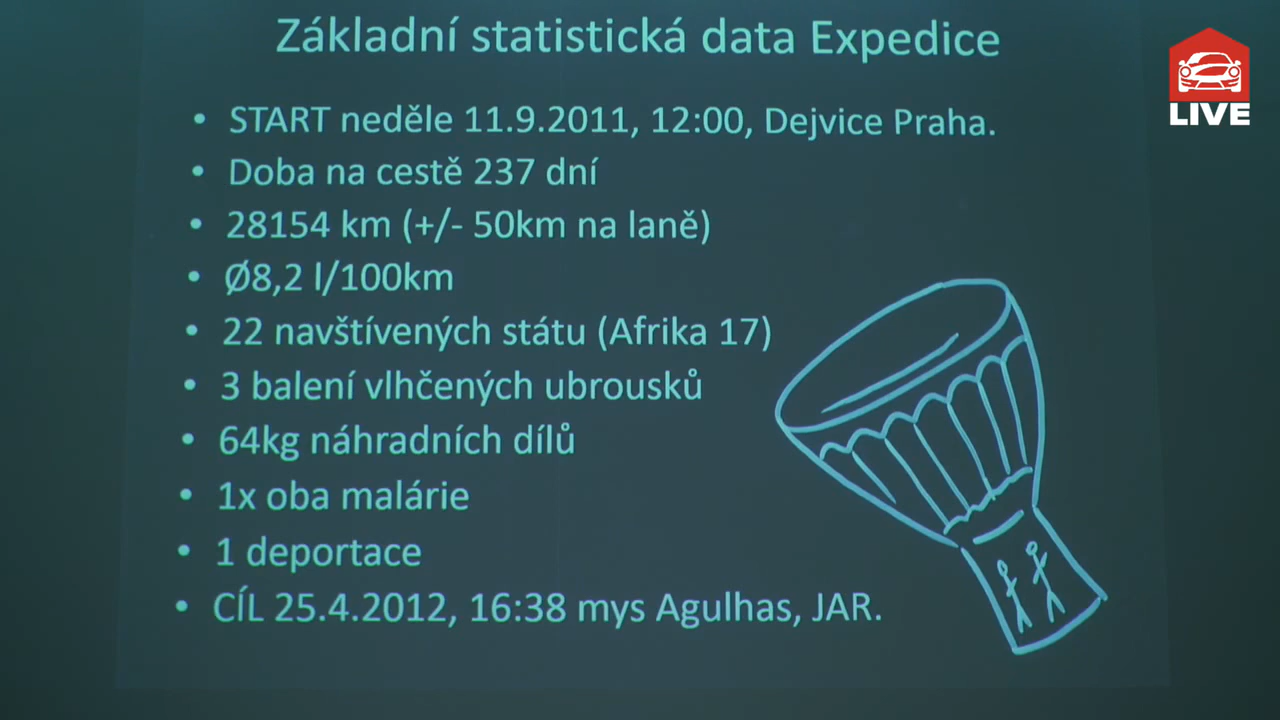 Základní statistická data Expedice
LIVE
• START neděle 11.9.2011, 12:00, Dejvice Praha.
• Doba na cestě 237 dní
• 28154 km (+/- 50km na laně)
• Ø8,2 l/100km
• 22 navštívených státu (Afrika 17)
• 3 balení vlhčených ubrousků
• 64kg náhradních dílů
• 1x oba malárie
• 1 deportace
• CÍL 25.4.2012, 16:38 mys Agulhas, JAR.